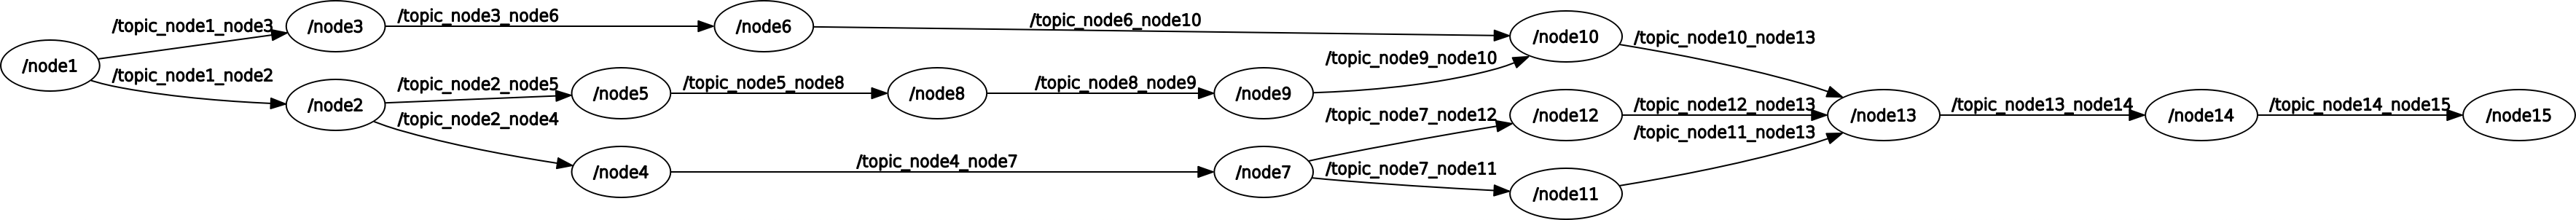 /node1
/topic_node1_node3
/topic_node1_node2
/node3
/node2
/topic_node3_node6
/topic_node2_node5
/topic_node2_node4
/node5
/node4
/node6
/topic_node5_node8
/topic_node4_node7
/node8
/topic_node6_node10
/topic_node8_node9
/node9
/node7
/topic_node9_node10
/topic_node7_node12
/topic_node7_node11
/node10
/node12
/node11
/topic_node10_node13
/topic_node12_node13
/topic_node11_node13
/node13
/topic_node13_node14
/node14
/topic_node14_node15
/node15